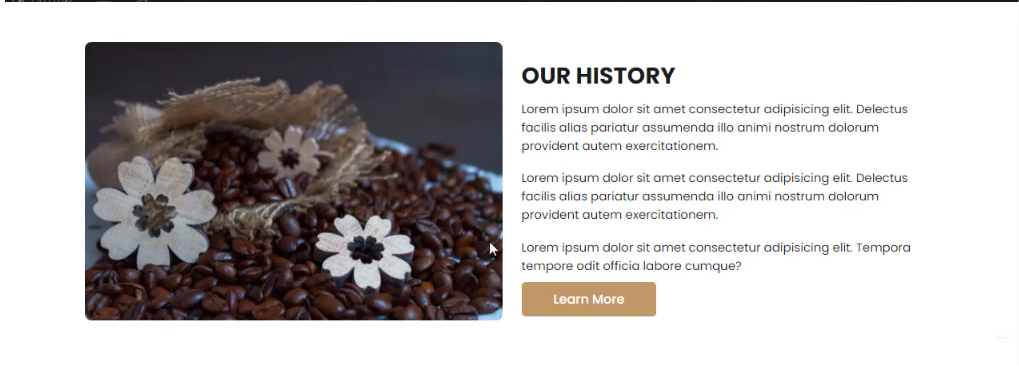 OUR HISTORY
Lorem ipsum dolor sit amet consectetur adipisicing elit. Delectus
facilis alias pariatur assumenda illo animi nostrum dolorum
provident autem exercitationem.
Lorem ipsum dolor sit amet consectetur adipisicing elit. Delectus
facilis alias pariatur assumenda illo animi nostrum dolorum
provident autem exercitationem.
Lorem ipsum dolor sit amet consectetur adipisicing elit. Tempora
tempore odit officia labore cumque?
Learn More